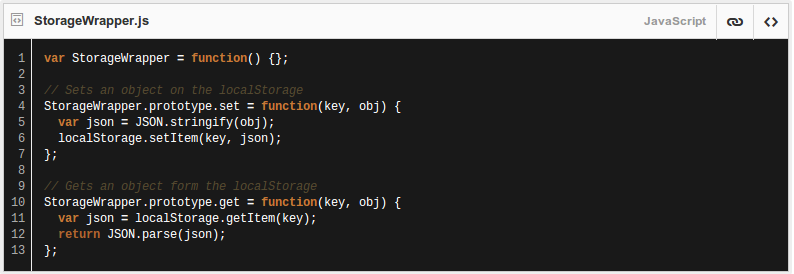 StorageWrapper.js
JavaScript
1 var StorageWrapper = function() {};
2
3 // Sets an object on the localStorage
4 StorageWrapper.prototype.set = function(key, obj) {
5   var json = JSON.stringify(obj);
6   localStorage.setItem(key, json);
7 };
8
9 // Gets an object form the localStorage
10 StorageWrapper.prototype.get = function(key, obj) {
11   var json = localStorage.getItem(key);
12   return JSON.parse(json);
13 };